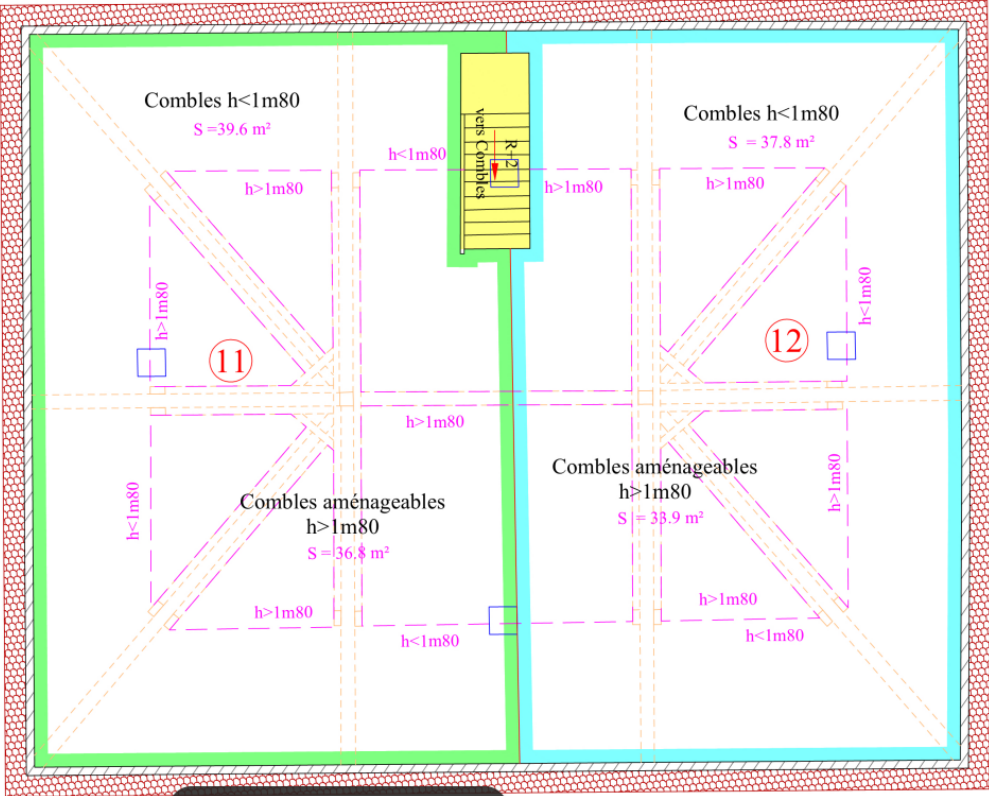 Combles h<1m80
S =39.6 m²
Combles h<1m80
S = 37.8 m²
R+2
vers Combles
h<1m80
h>1m80
h>1m80
h>1m80
h>1m80
h<1m80
11
12
h>1m80
h<1m80
h>1m80
Combles aménageables
h>1m80
S = 36.8 m²
Combles aménageables
h>1m80
S = 33.9 m²
h>1m80
h<1m80
h>1m80
h<1m80